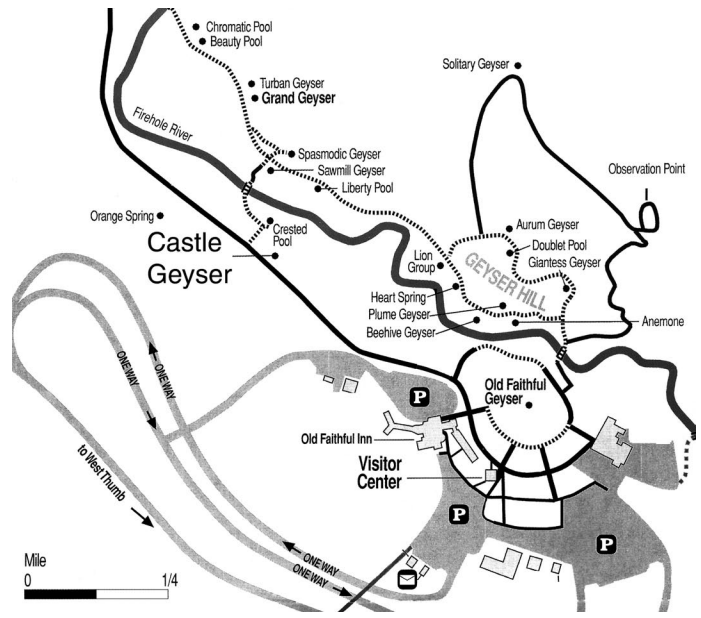 Chromatic Pool
Beauty Pool
Solitary Geyser
Turban Geyser
Grand Geyser
Firehole River
Spasmodic Geyser
Sawmill Geyser
Liberty Pool
Observation Point
Orange Spring
Crested
Pool
Castle
Geyser
Aurum Geyser
Doublet Pool
Giantess Geyser
Lion
Group
GEYSER HILL
Heart Spring
Plume Geyser
Beehive Geyser
Anemone
ONE WAY
ONE WAY
P
Old Faithful
Geyser
Old Faithful Inn
Visitor
Center
to West Thumb
P
P
ONE WAY
ONE WAY
Mile
0 1/4